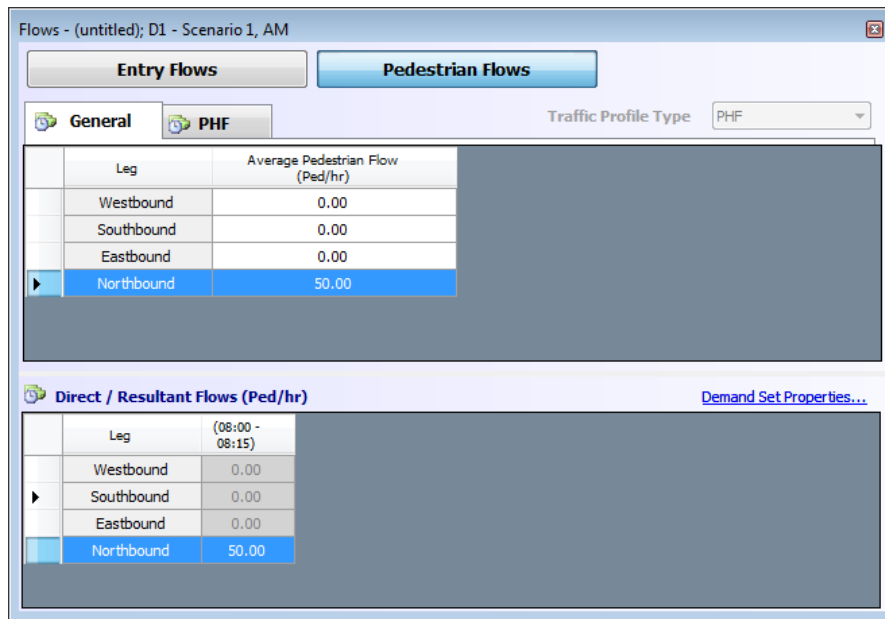 Flows - (untitled); D1 - Scenario 1, AM
Entry Flows Pedestrian Flows
General PHF Traffic Profile Type PHF
Leg Average Pedestrian Flow
(Ped/hr)
Westbound 0.00
Southbound 0.00
Eastbound 0.00
Northbound 50.00
Direct / Resultant Flows (Ped/hr) Demand Set Properties...
Leg (08:00 -
08:15)
Westbound 0.00
Southbound 0.00
Eastbound 0.00
Northbound 50.00